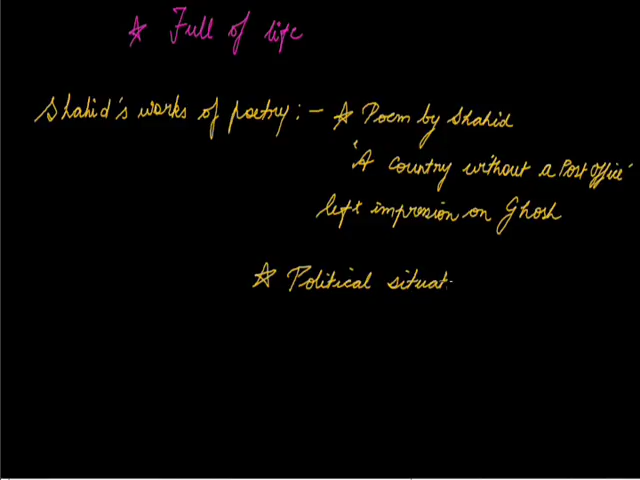 ☆ Full of life
Shahid's works of poetry :- ☆ Poem by Shahid
'A Country without a Post Office'
left impression on Ghosh
☆ Political situat